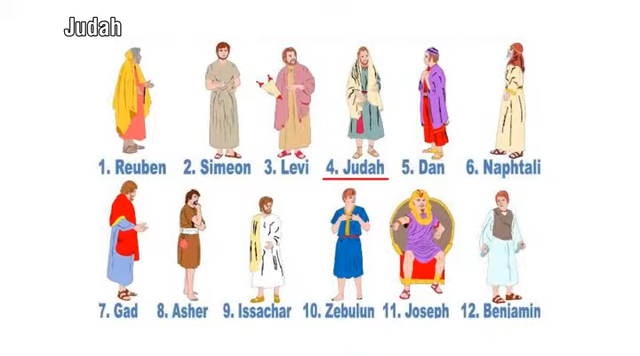 Judah
1. Reuben 2. Simeon 3. Levi 4. Judah 5. Dan 6. Naphtali
7. Gad 8. Asher 9. Issachar 10. Zebulun 11. Joseph 12. Benjamin